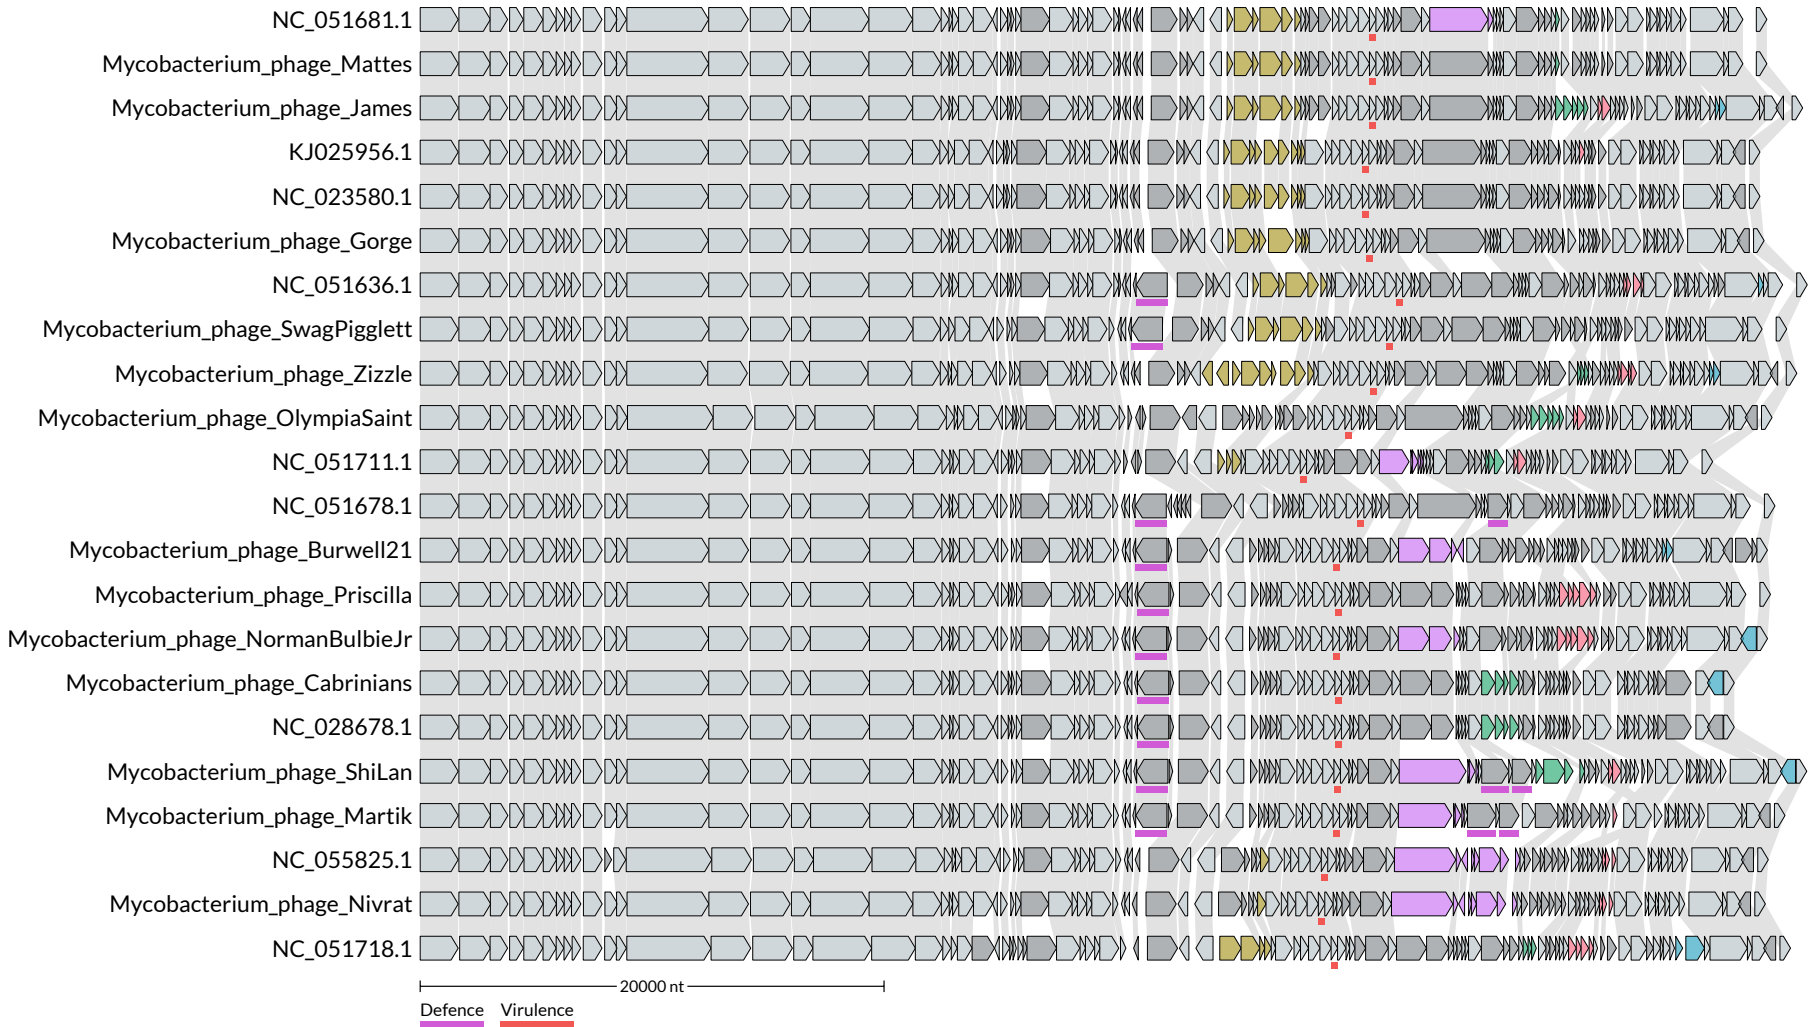 NC_051681.1
Mycobacterium_phage_Mattes
Mycobacterium_phage_James
KJ025956.1
NC_023580.1
Mycobacterium_phage_Gorge
NC_051636.1
Mycobacterium_phage_SwagPigglett
Mycobacterium_phage_Zizzle
Mycobacterium_phage_OlympiaSaint
NC_051711.1
NC_051678.1
Mycobacterium_phage_Burwell21
Mycobacterium_phage_Priscilla
Mycobacterium_phage_NormanBulbieJr
Mycobacterium_phage_Cabrinians
NC_028678.1
Mycobacterium_phage_ShiLan
Mycobacterium_phage_Martik
NC_055825.1
Mycobacterium_phage_Nivrat
NC_051718.1
20000 nt
Defence Virulence